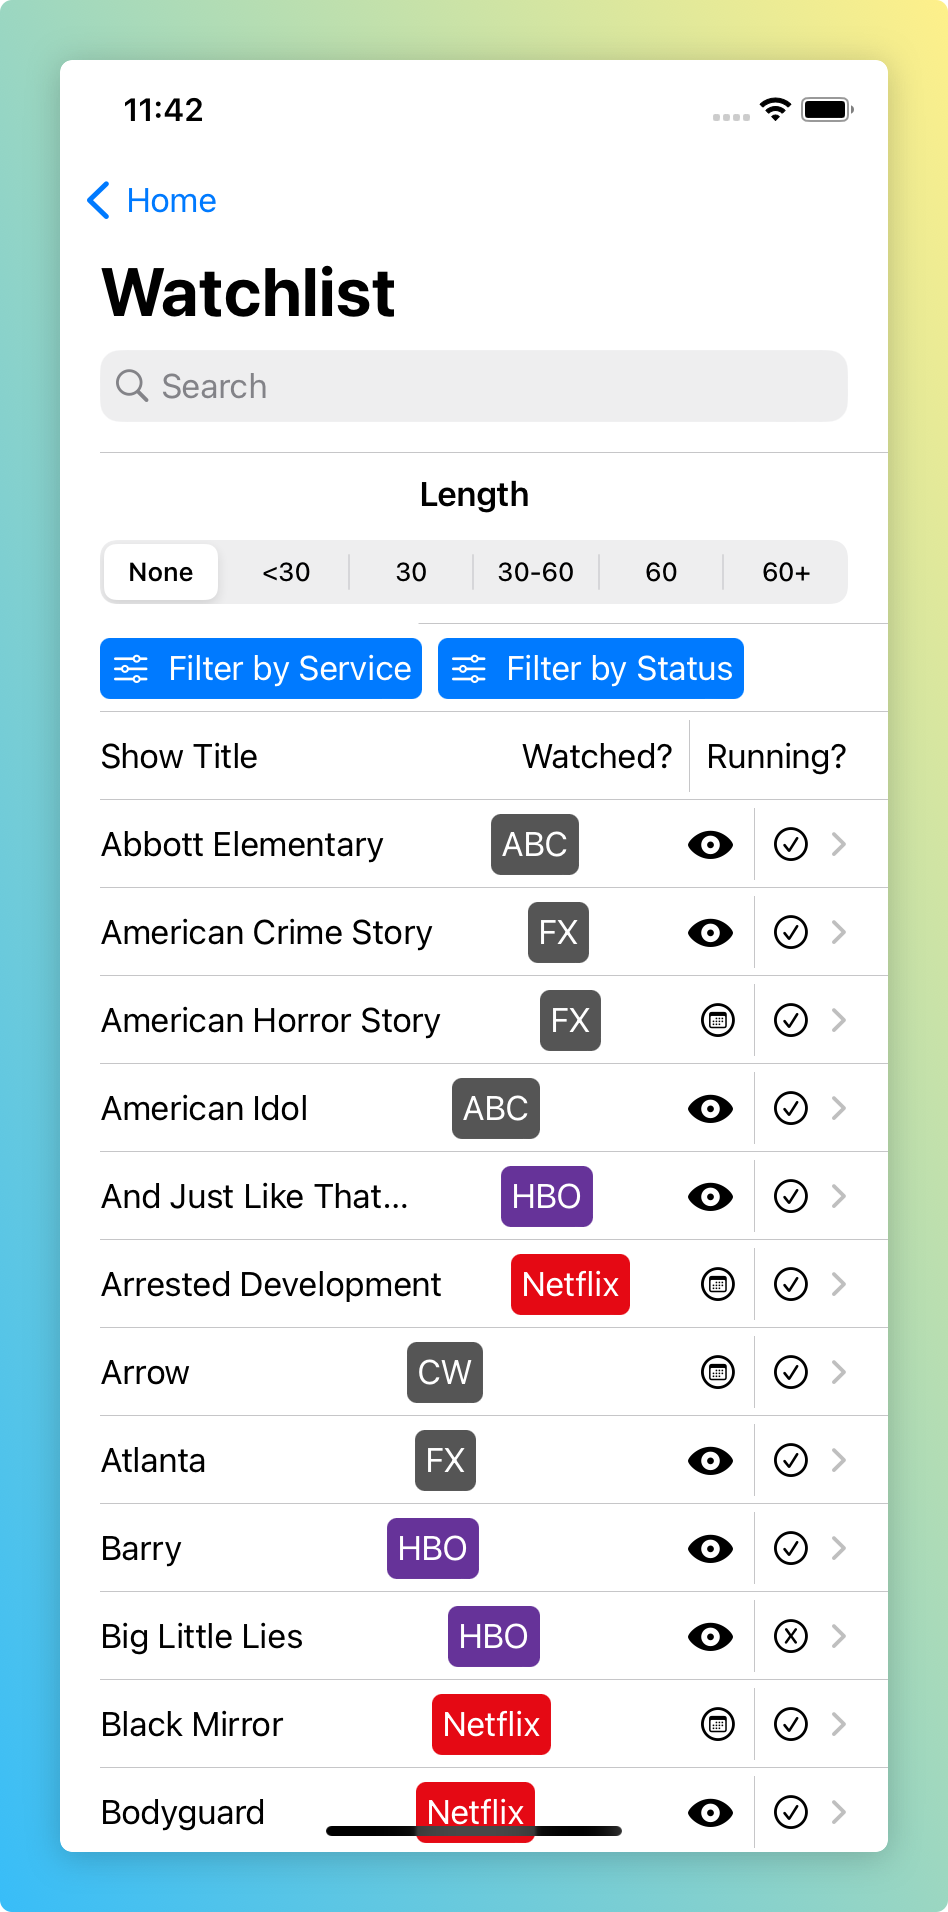 11:42
Home
Watchlist
Search
Length
None <30 30 30-60 60 60+
Filter by Service Filter by Status
Show Title Watched? Running?
Abbott Elementary ABC
American Crime Story FX
American Horror Story FX
American Idol ABC
And Just Like That... HBO
Arrested Development Netflix
Arrow CW
Atlanta FX
Barry HBO
Big Little Lies HBO
Black Mirror Netflix
Bodyguard Netflix